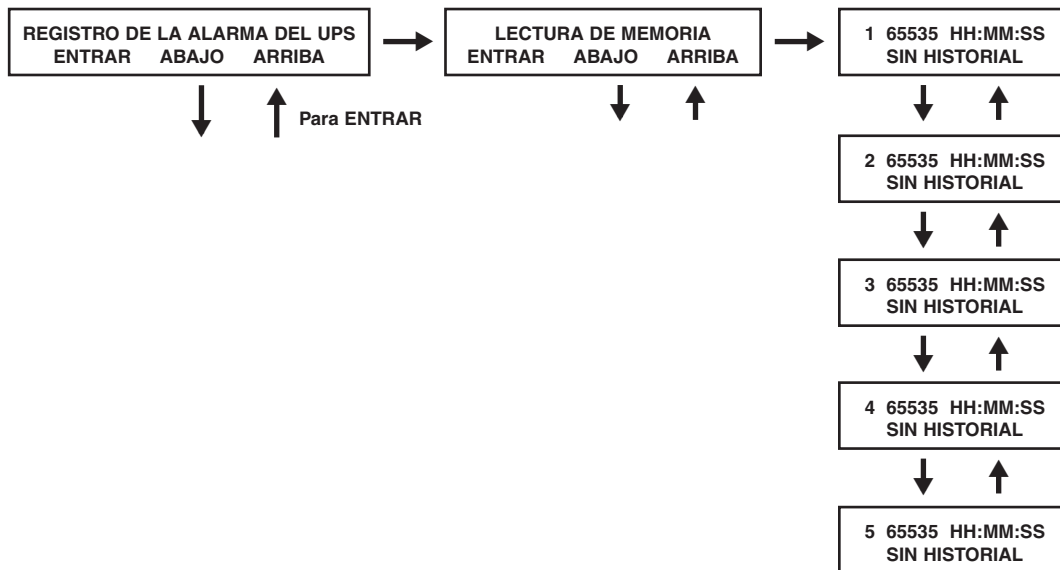 REGISTRO DE LA ALARMA DEL UPS
ENTRAR ABAJO ARRIBA
Para ENTRAR
LECTURA DE MEMORIA
ENTRAR ABAJO ARRIBA
1 65535 HH:MM:SS
SIN HISTORIAL
2 65535 HH:MM:SS
SIN HISTORIAL
3 65535 HH:MM:SS
SIN HISTORIAL
4 65535 HH:MM:SS
SIN HISTORIAL
5 65535 HH:MM:SS
SIN HISTORIAL